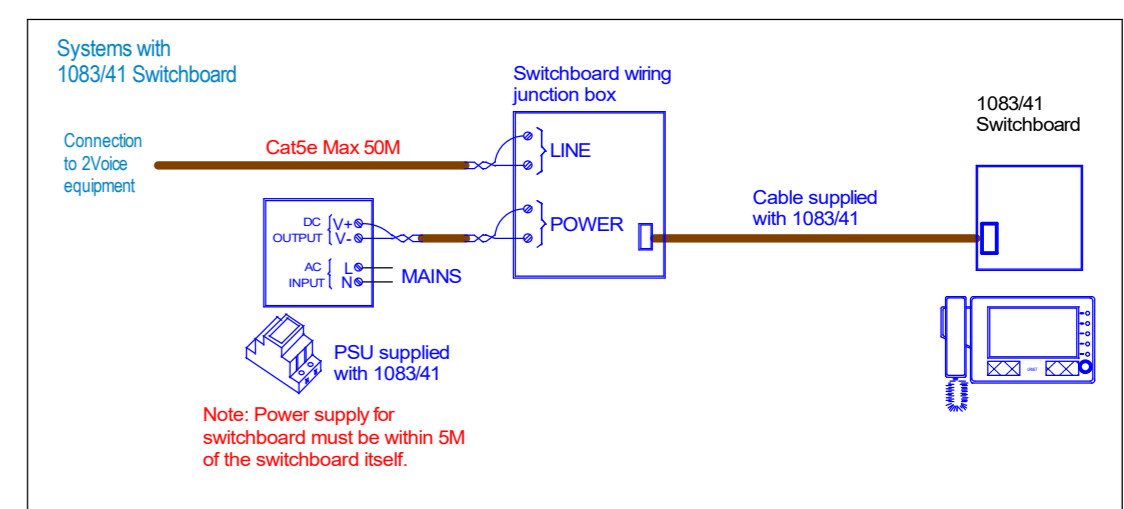 Systems with
1083/41 Switchboard
Connection
to 2Voice
equipment
Cat5e Max 50M
Switchboard wiring
junction box
LINE
POWER
DC
OUTPUT
V+
V-
AC
INPUT
L
N
MAINS
PSU supplied
with 1083/41
Note: Power supply for
switchboard must be within 5M
of the switchboard itself.
Cable supplied
with 1083/41
1083/41
Switchboard